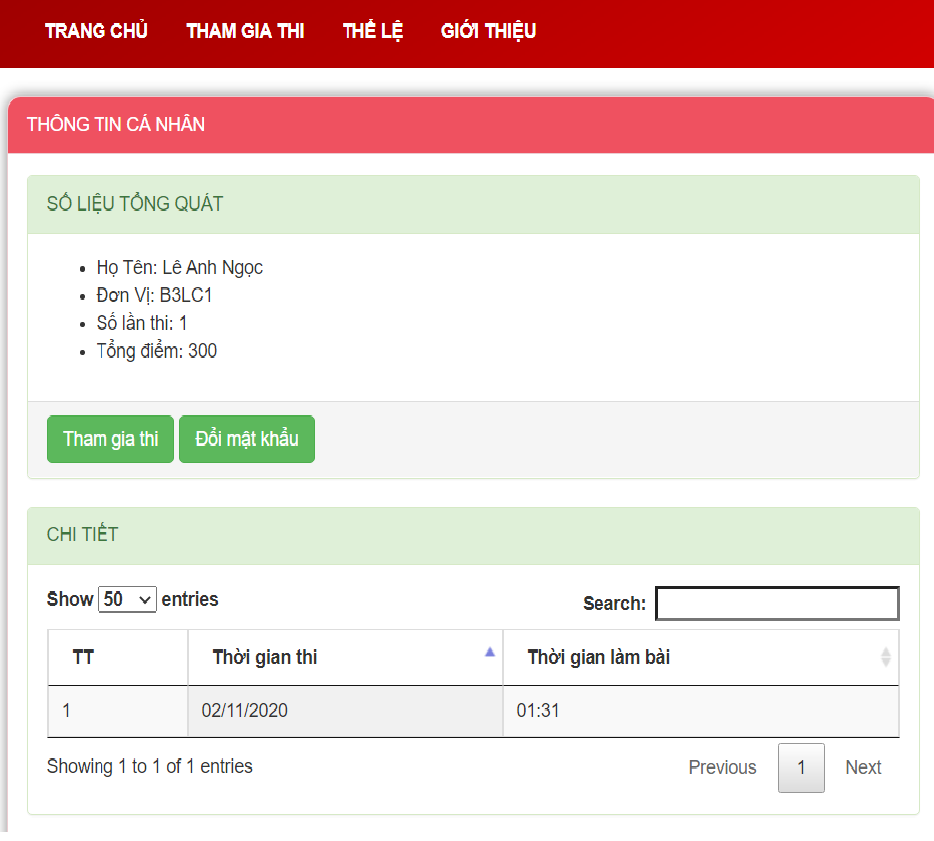 TRANG CHỦ THAM GIA THI THỂ LỆ GIỚI THIỆU
THÔNG TIN CÁ NHÂN
SỐ LIỆU TỔNG QUÁT
Họ Tên: Lê Anh Ngọc
Đơn Vị: B3LC1
Số lần thi: 1
Tổng điểm: 300
Tham gia thi Đổi mật khẩu
CHI TIẾT
Show 50 entries Search:
TT Thời gian thi Thời gian làm bài
1 02/11/2020 01:31
Showing 1 to 1 of 1 entries Previous 1 Next